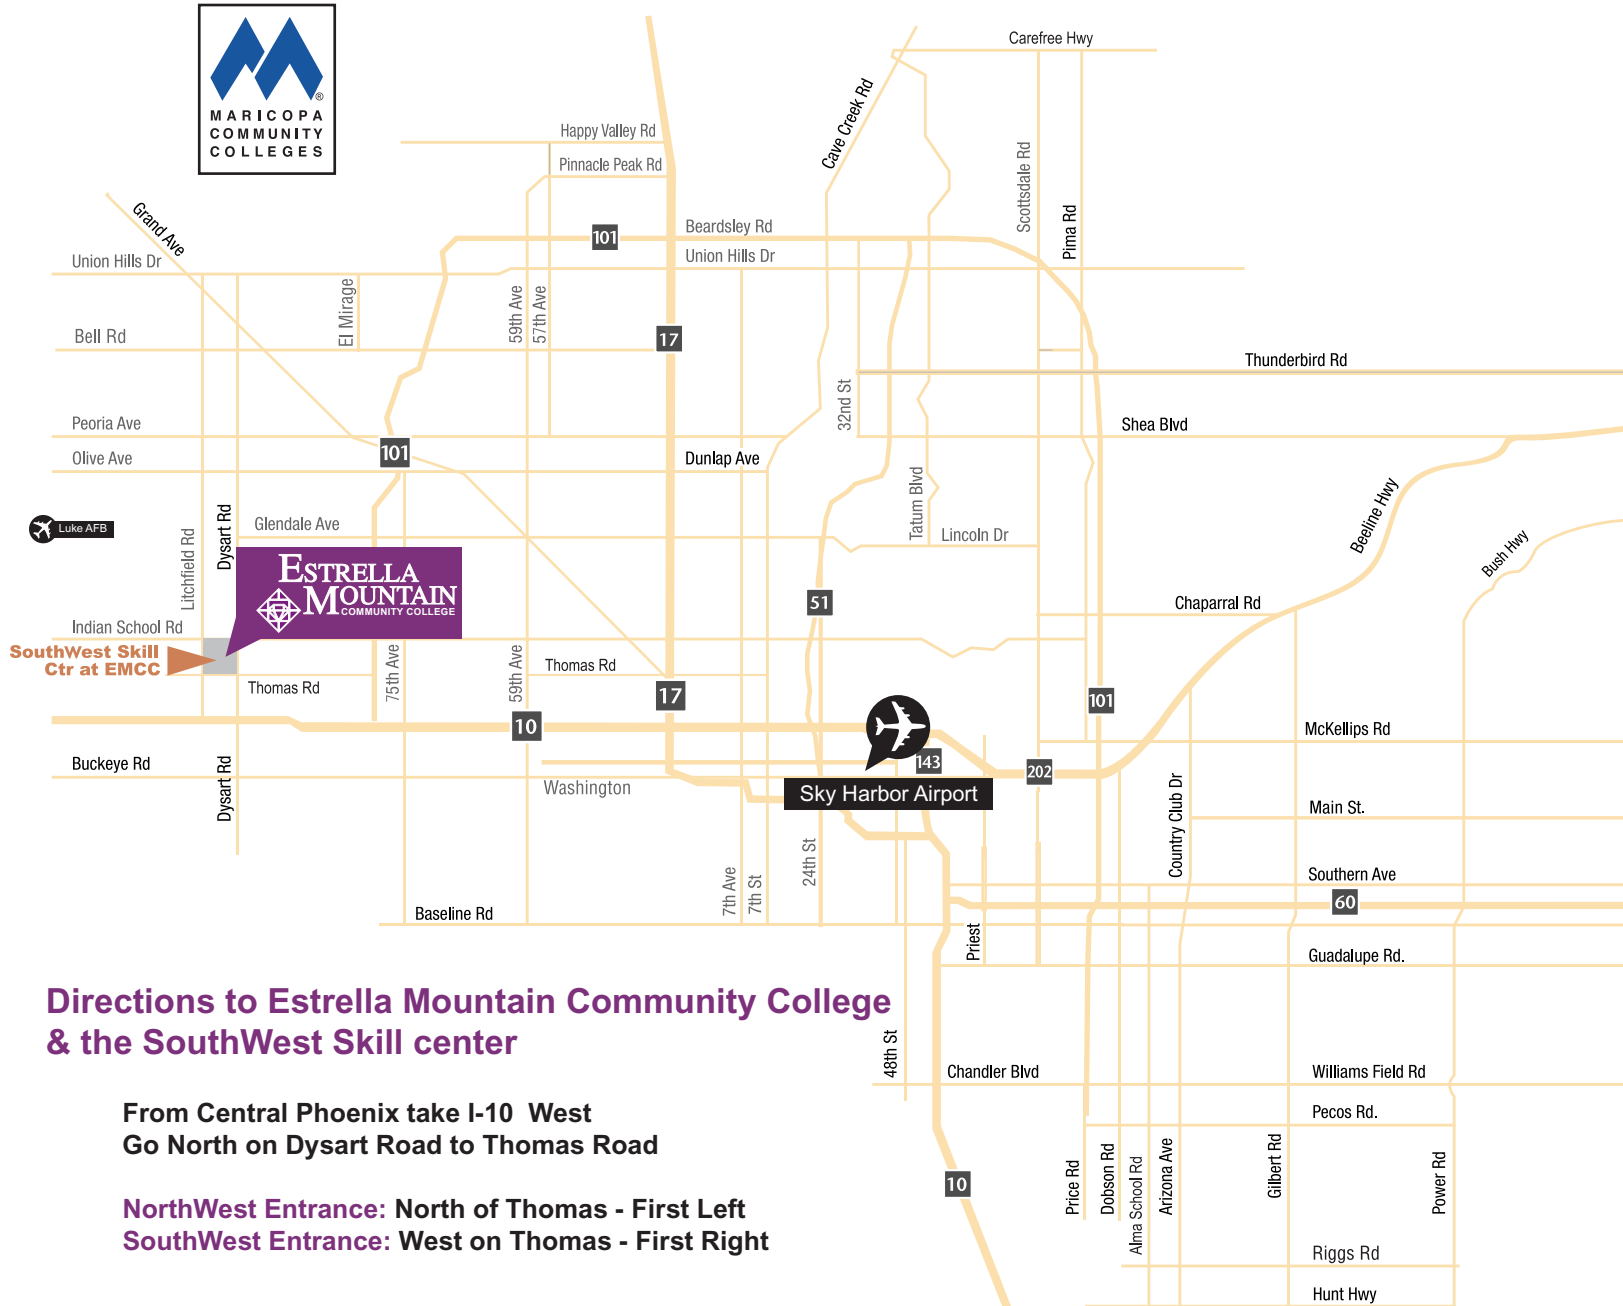 MARICOPA
COMMUNITY
COLLEGES
®
Carefree Hwy
Cave Creek Rd
Happy Valley Rd
Pinnacle Peak Rd
Scottsdale Rd
Pima Rd
Grand Ave
101
Beardsley Rd
Union Hills Dr
Union Hills Dr
El Mirage
59th Ave
57th Ave
Bell Rd
17
Thunderbird Rd
32nd St
Peoria Ave
Shea Blvd
Olive Ave
101
Dunlap Ave
Tatum Blvd
Beeline Hwy
Luke AFB
Litchfield Rd
Dysart Rd
Glendale Ave
Lincoln Dr
Bush Hwy
ESTRELLA
MOUNTAIN
COMMUNITY COLLEGE
51
Chaparral Rd
Indian School Rd
SouthWest Skill
Ctr at EMCC
Thomas Rd
75th Ave
59th Ave
Thomas Rd
17
101
10
McKellips Rd
Buckeye Rd
Dysart Rd
Washington
143
202
Sky Harbor Airport
Country Club Dr
Main St.
24th St
7th Ave
7th St
Southern Ave
60
Baseline Rd
Priest
Guadalupe Rd.
Directions to Estrella Mountain Community College
& the SouthWest Skill center
48th St
Chandler Blvd
Williams Field Rd
From Central Phoenix take I-10 West
Go North on Dysart Road to Thomas Road
Pecos Rd.
Price Rd
Dobson Rd
Alma School Rd
Arizona Ave
Gilbert Rd
Power Rd
10
NorthWest Entrance: North of Thomas - First Left
SouthWest Entrance: West on Thomas - First Right
Riggs Rd
Hunt Hwy